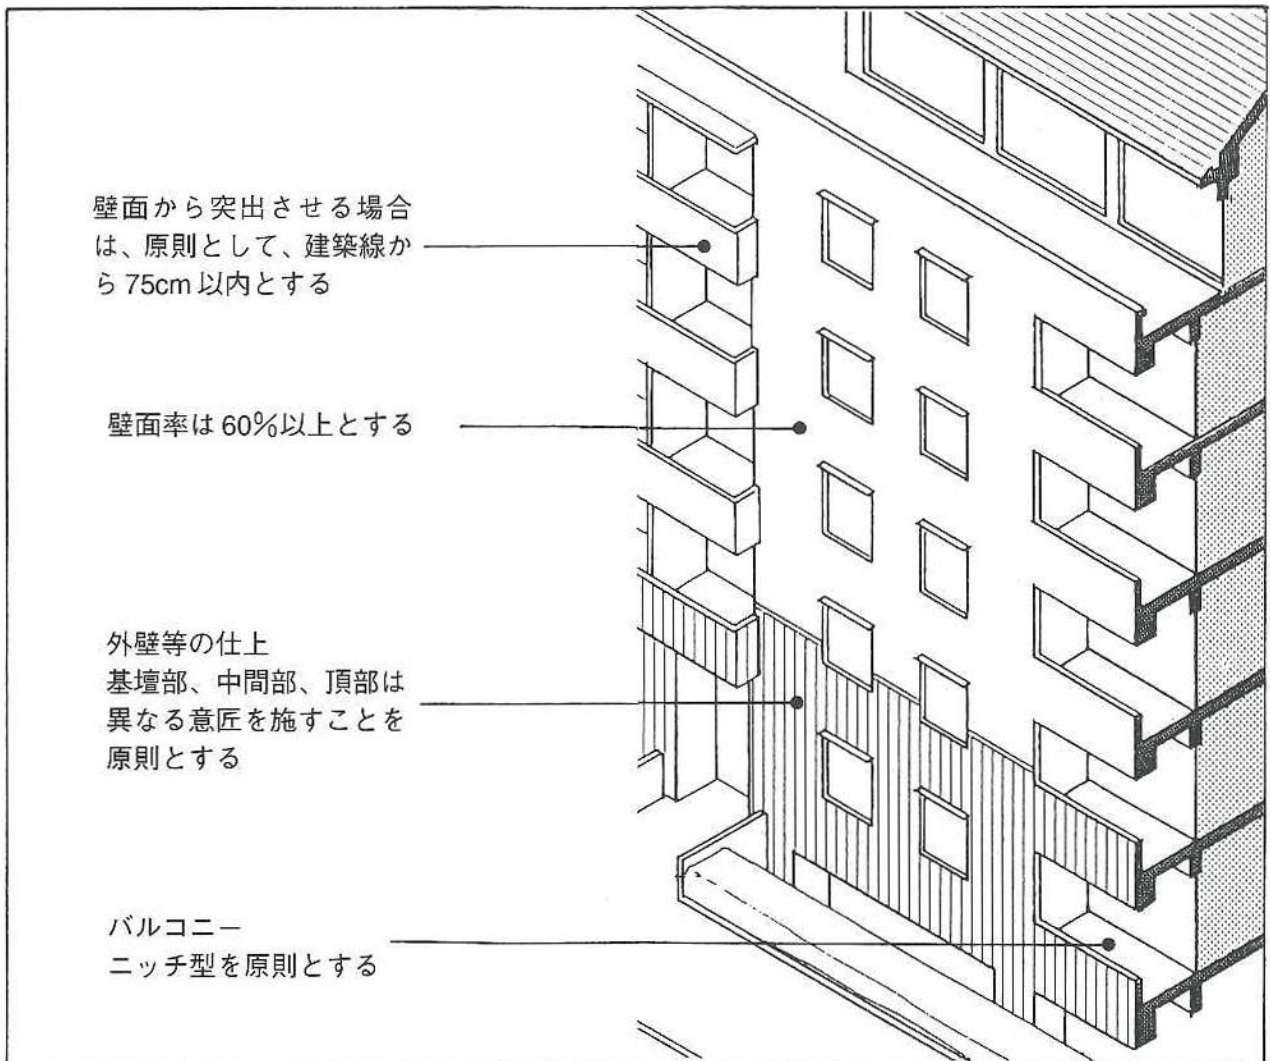 壁面から突出させる場合
は、原則として、建築線か
ら75cm以内とする
壁面率は60%以上とする
外壁等の仕上
基壇部、中間部、頂部は
異なる意匠を施すことを
原則とする
バルコニー
ニッチ型を原則とする